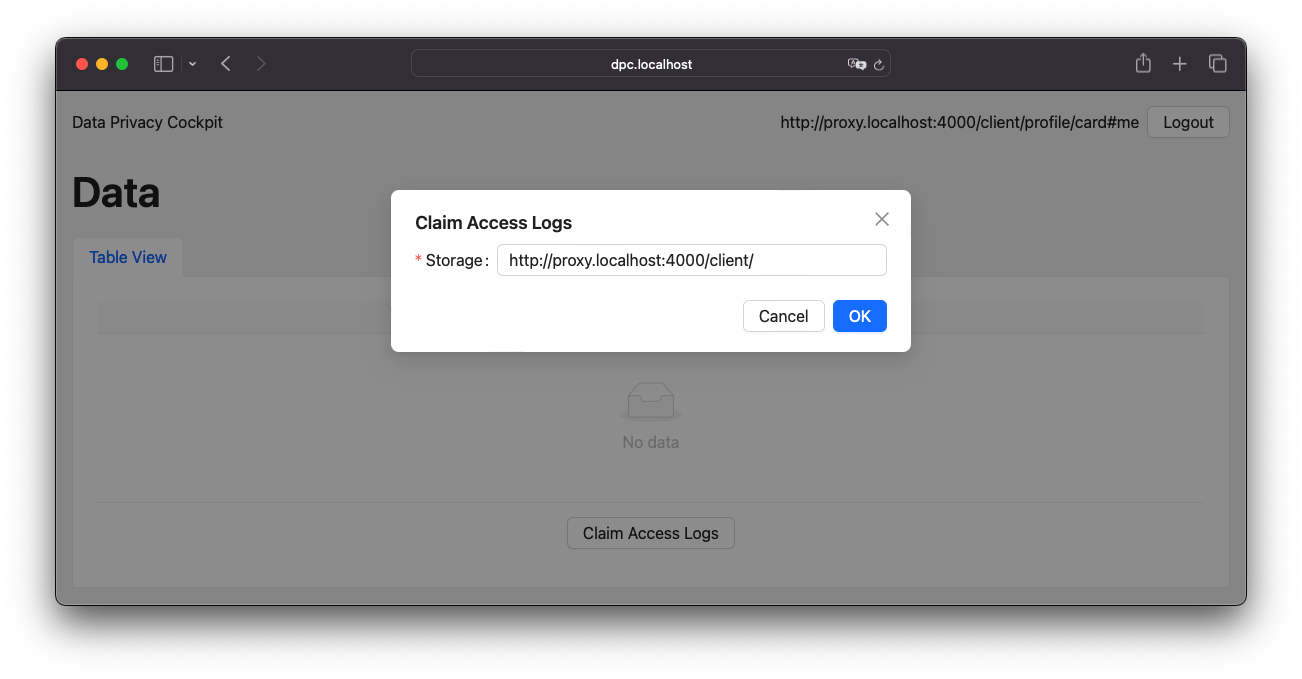 dpc.localhost
Data Privacy Cockpit
http://proxy.localhost:4000/client/profile/card#me
Logout
Data
Table View
Claim Access Logs
* Storage:
http://proxy.localhost:4000/client/
Cancel
OK
No data
Claim Access Logs